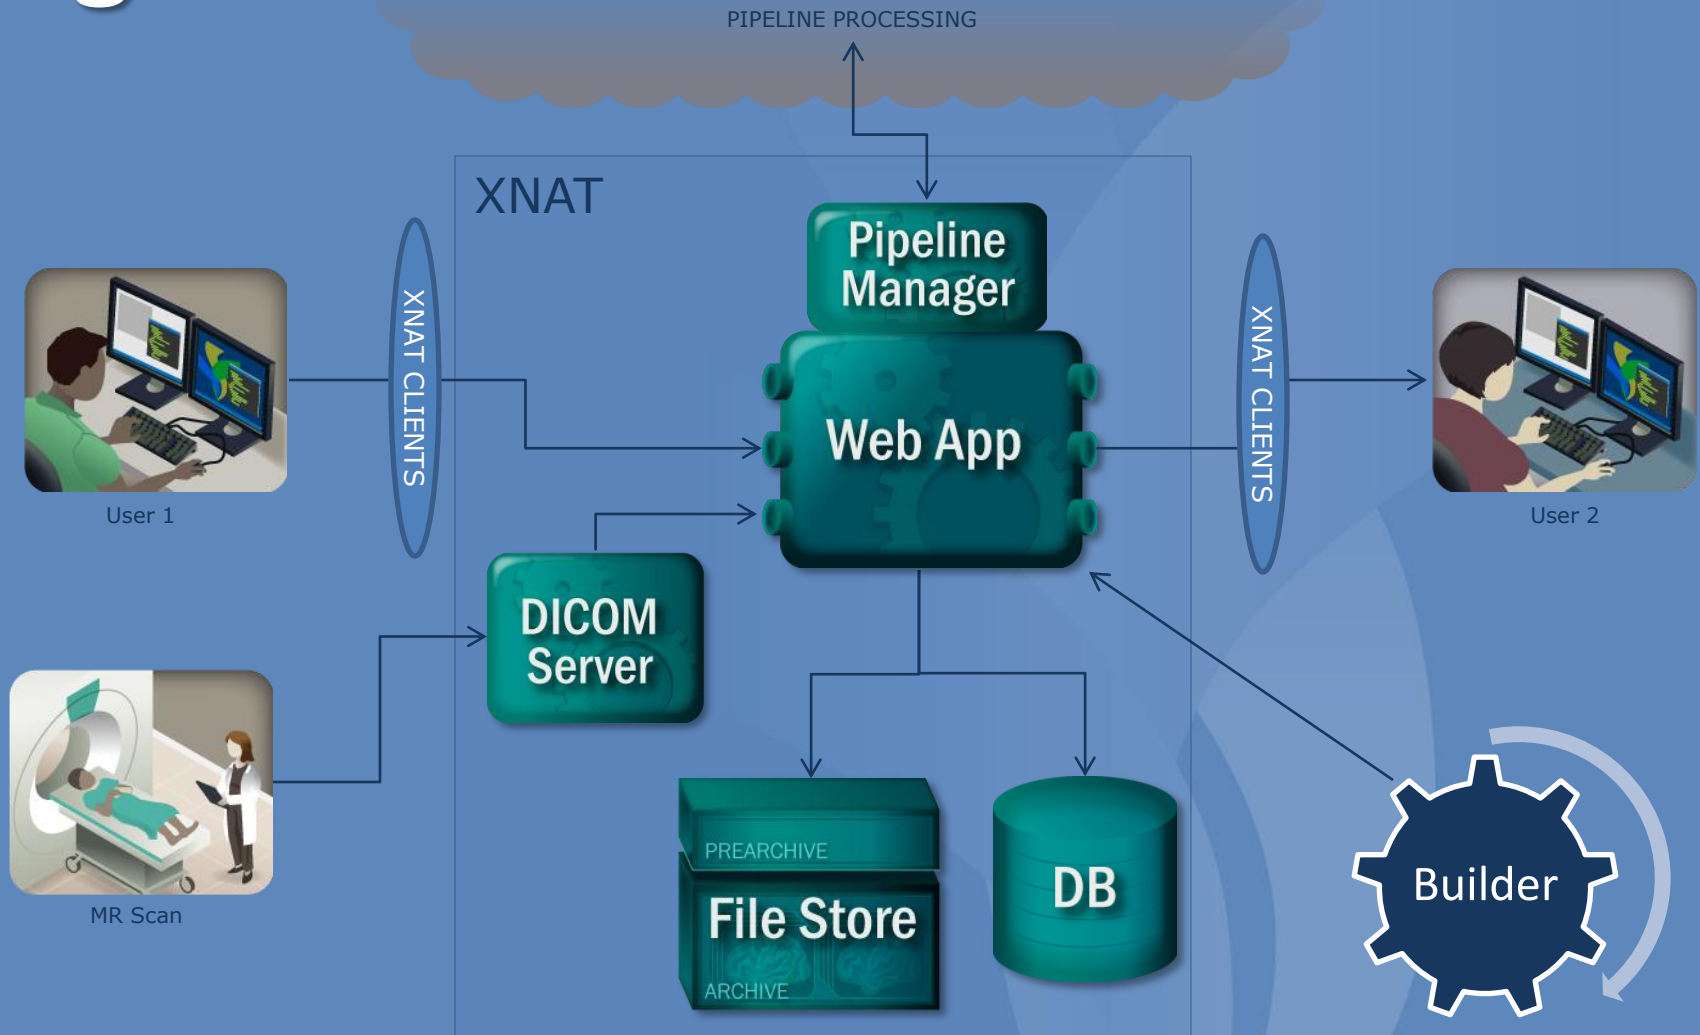 PIPELINE PROCESSING
XNAT
Pipeline
Manager
XNAT CLIENTS
Web App
XNAT CLIENTS
User 1
User 2
DICOM
Server
MR Scan
PREARCHIVE
File Store
ARCHIVE
DB
Builder